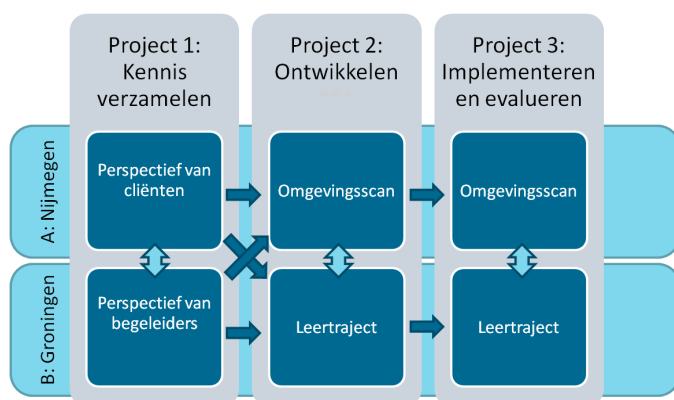 Project 1:
Kennis
verzamelen
Project 2:
Ontwikkelen
Project 3:
Implementeren
en evalueren
A: Nijmegen
Perspectief van
cliënten
Omgevingsscan
Omgevingsscan
B: Groningen
Perspectief van
begeleiders
Leertraject
Leertraject